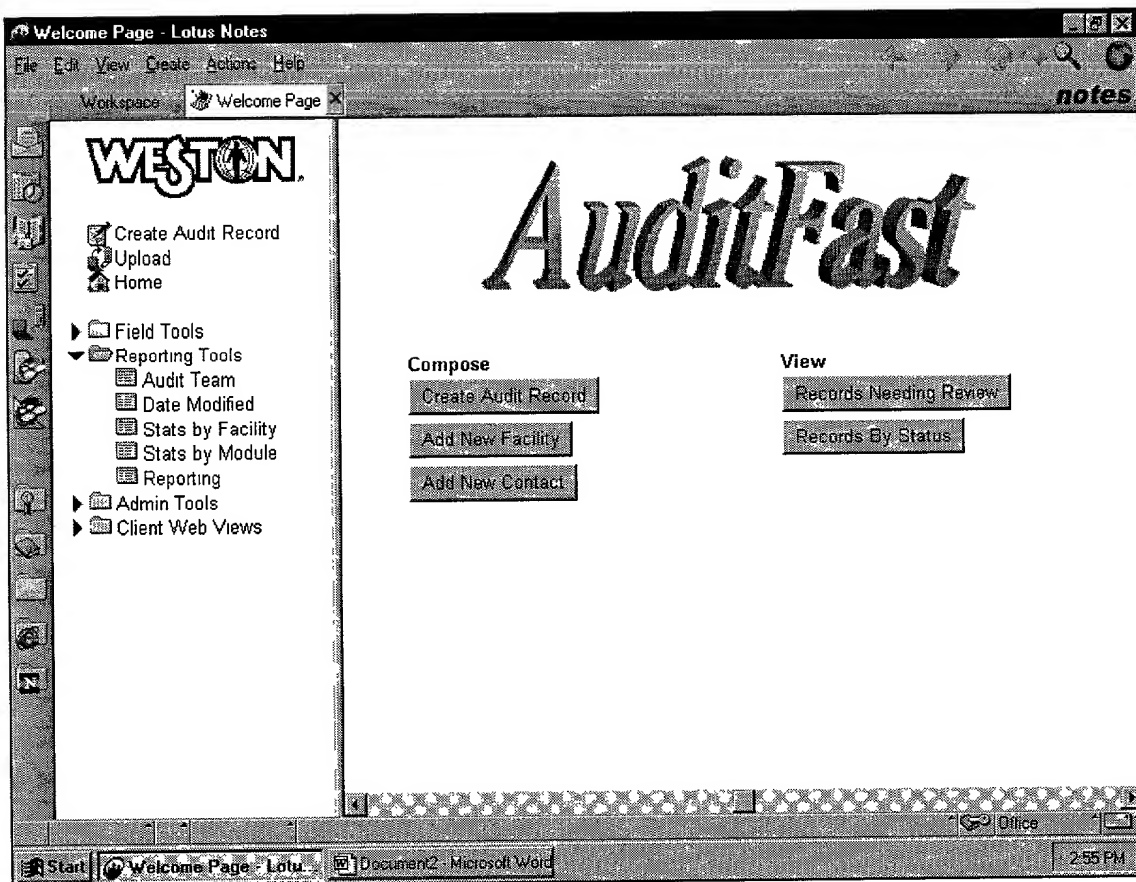 Welcome Page - Lotus Notes
File Edit View Create Actions Help
Workspace Welcome Page
notes
WESTON.
AuditFast
Create Audit Record
Upload
Home
Field Tools
Reporting Tools
Audit Team
Date Modified
Stats by Facility
Stats by Module
Reporting
Admin Tools
Client Web Views
Compose
Create Audit Record
Add New Facility
Add New Contact
View
Records Needing Review
Records By Status
Office
Start Welcome Page - Lotu... Document2 - Microsoft Word 2:55 PM